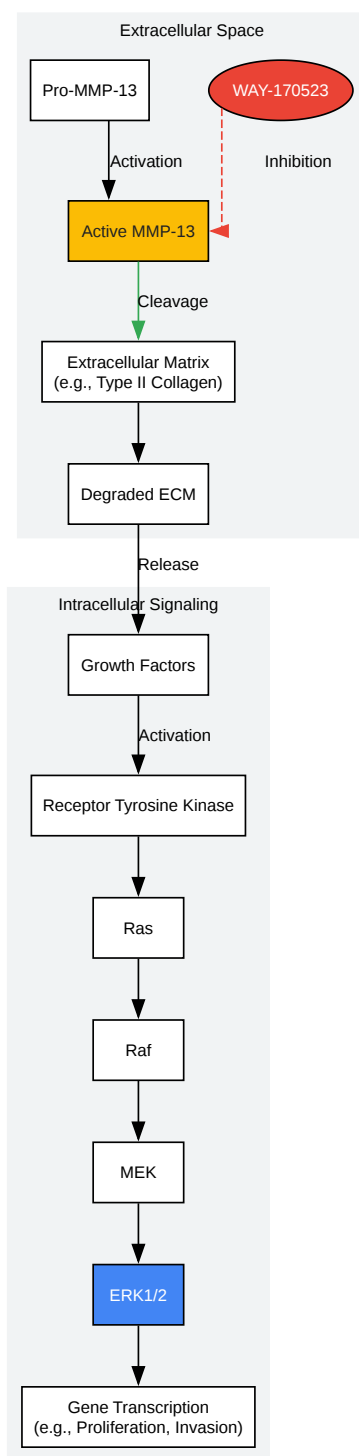 Extracellular Space
Pro-MMP-13
WAY-170523
Activation
Inhibition
Active MMP-13
Cleavage
Extracellular Matrix
(e.g., Type II Collagen)
Degraded ECM
Release
Intracellular Signaling
Growth Factors
Activation
Receptor Tyrosine Kinase
Ras
Raf
MEK
ERK1/2
Gene Transcription
(e.g., Proliferation, Invasion)